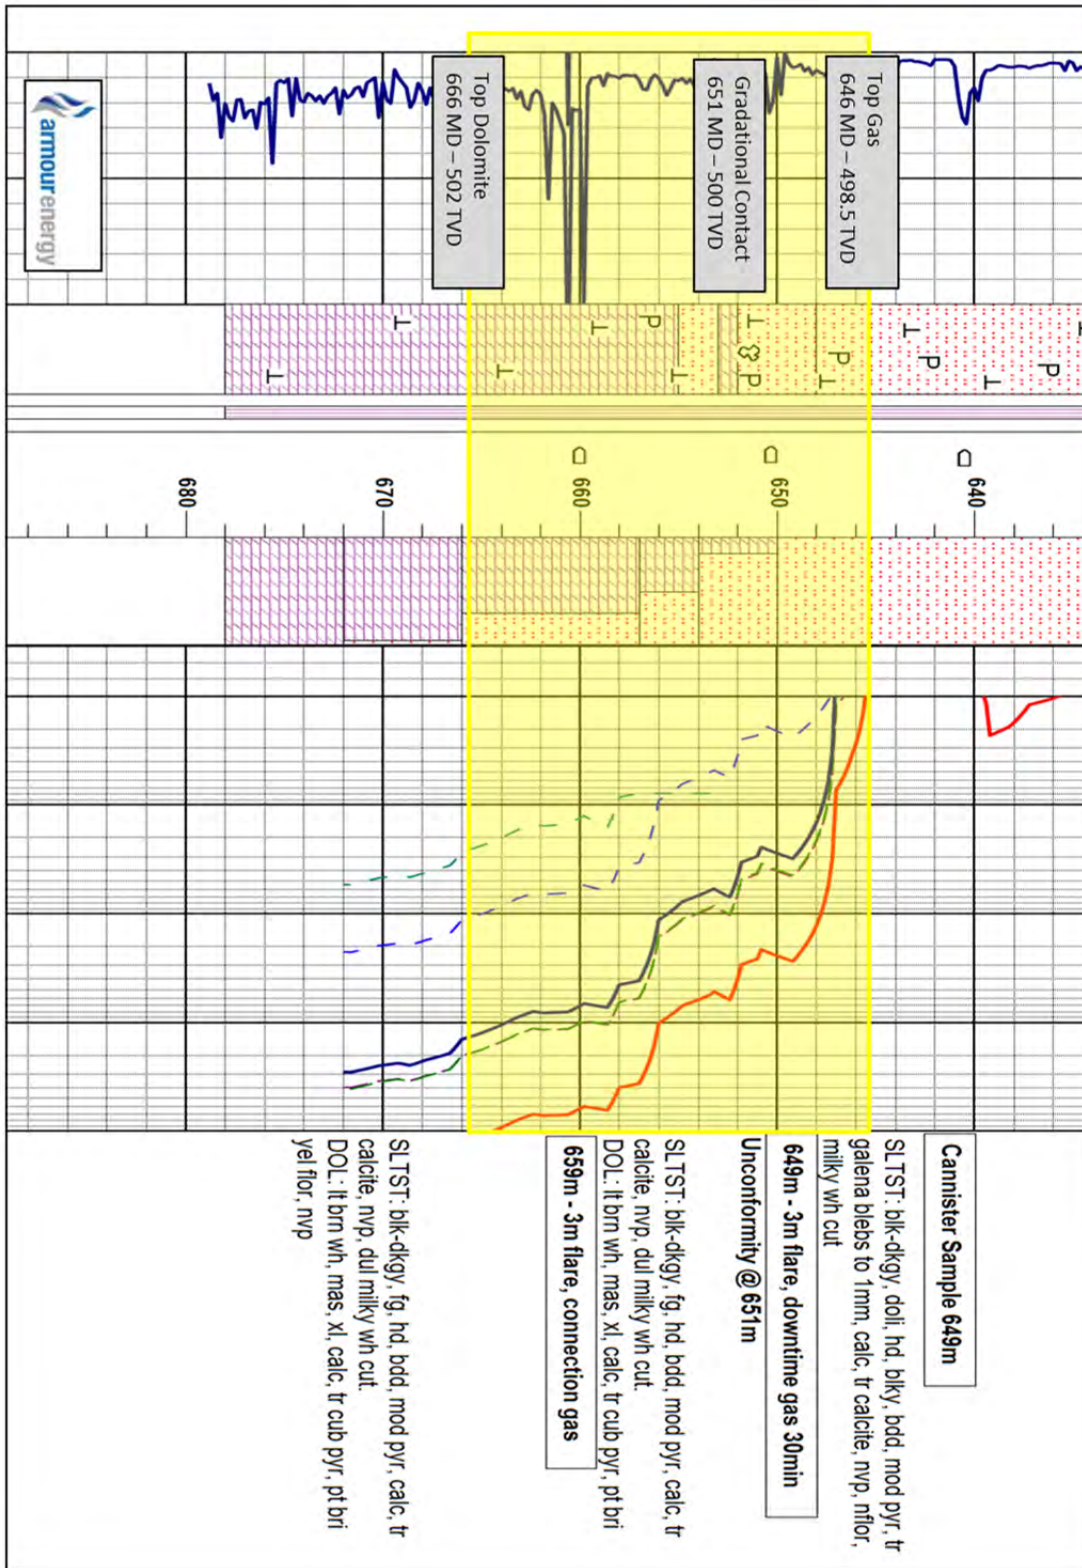 Cannister Sample 649m
SLTST: blk-dkgy, doli, hd, blky, bdd, mod pyr, tr
galena blebs to 1mm, calc, tr calcite, nvp, nflor,
milky wh cut
649m - 3m flare, downtime gas 30min
Unconformity @ 651m
SLTST: blk-dkgy, fg, hd, bdd, mod pyr, calc, tr
calcite, nvp, dul milky wh cut.
DOL: lt brn wh, mas, xl, calc, tr cub pyr, pt bri
659m - 3m flare, connection gas
SLTST: blk-dkgy, fg, hd, bdd, mod pyr, calc, tr
calcite, nvp, dul milky wh cut.
DOL: lt brn wh, mas, xl, calc, tr cub pyr, pt bri
yel flor, nvp
640
650
660
670
680
P
P
P
P
P
P
Top Gas
646 MD – 498.5 TVD
Gradational Contact
651 MD – 500 TVD
Top Dolomite
666 MD – 502 TVD
armourenergy